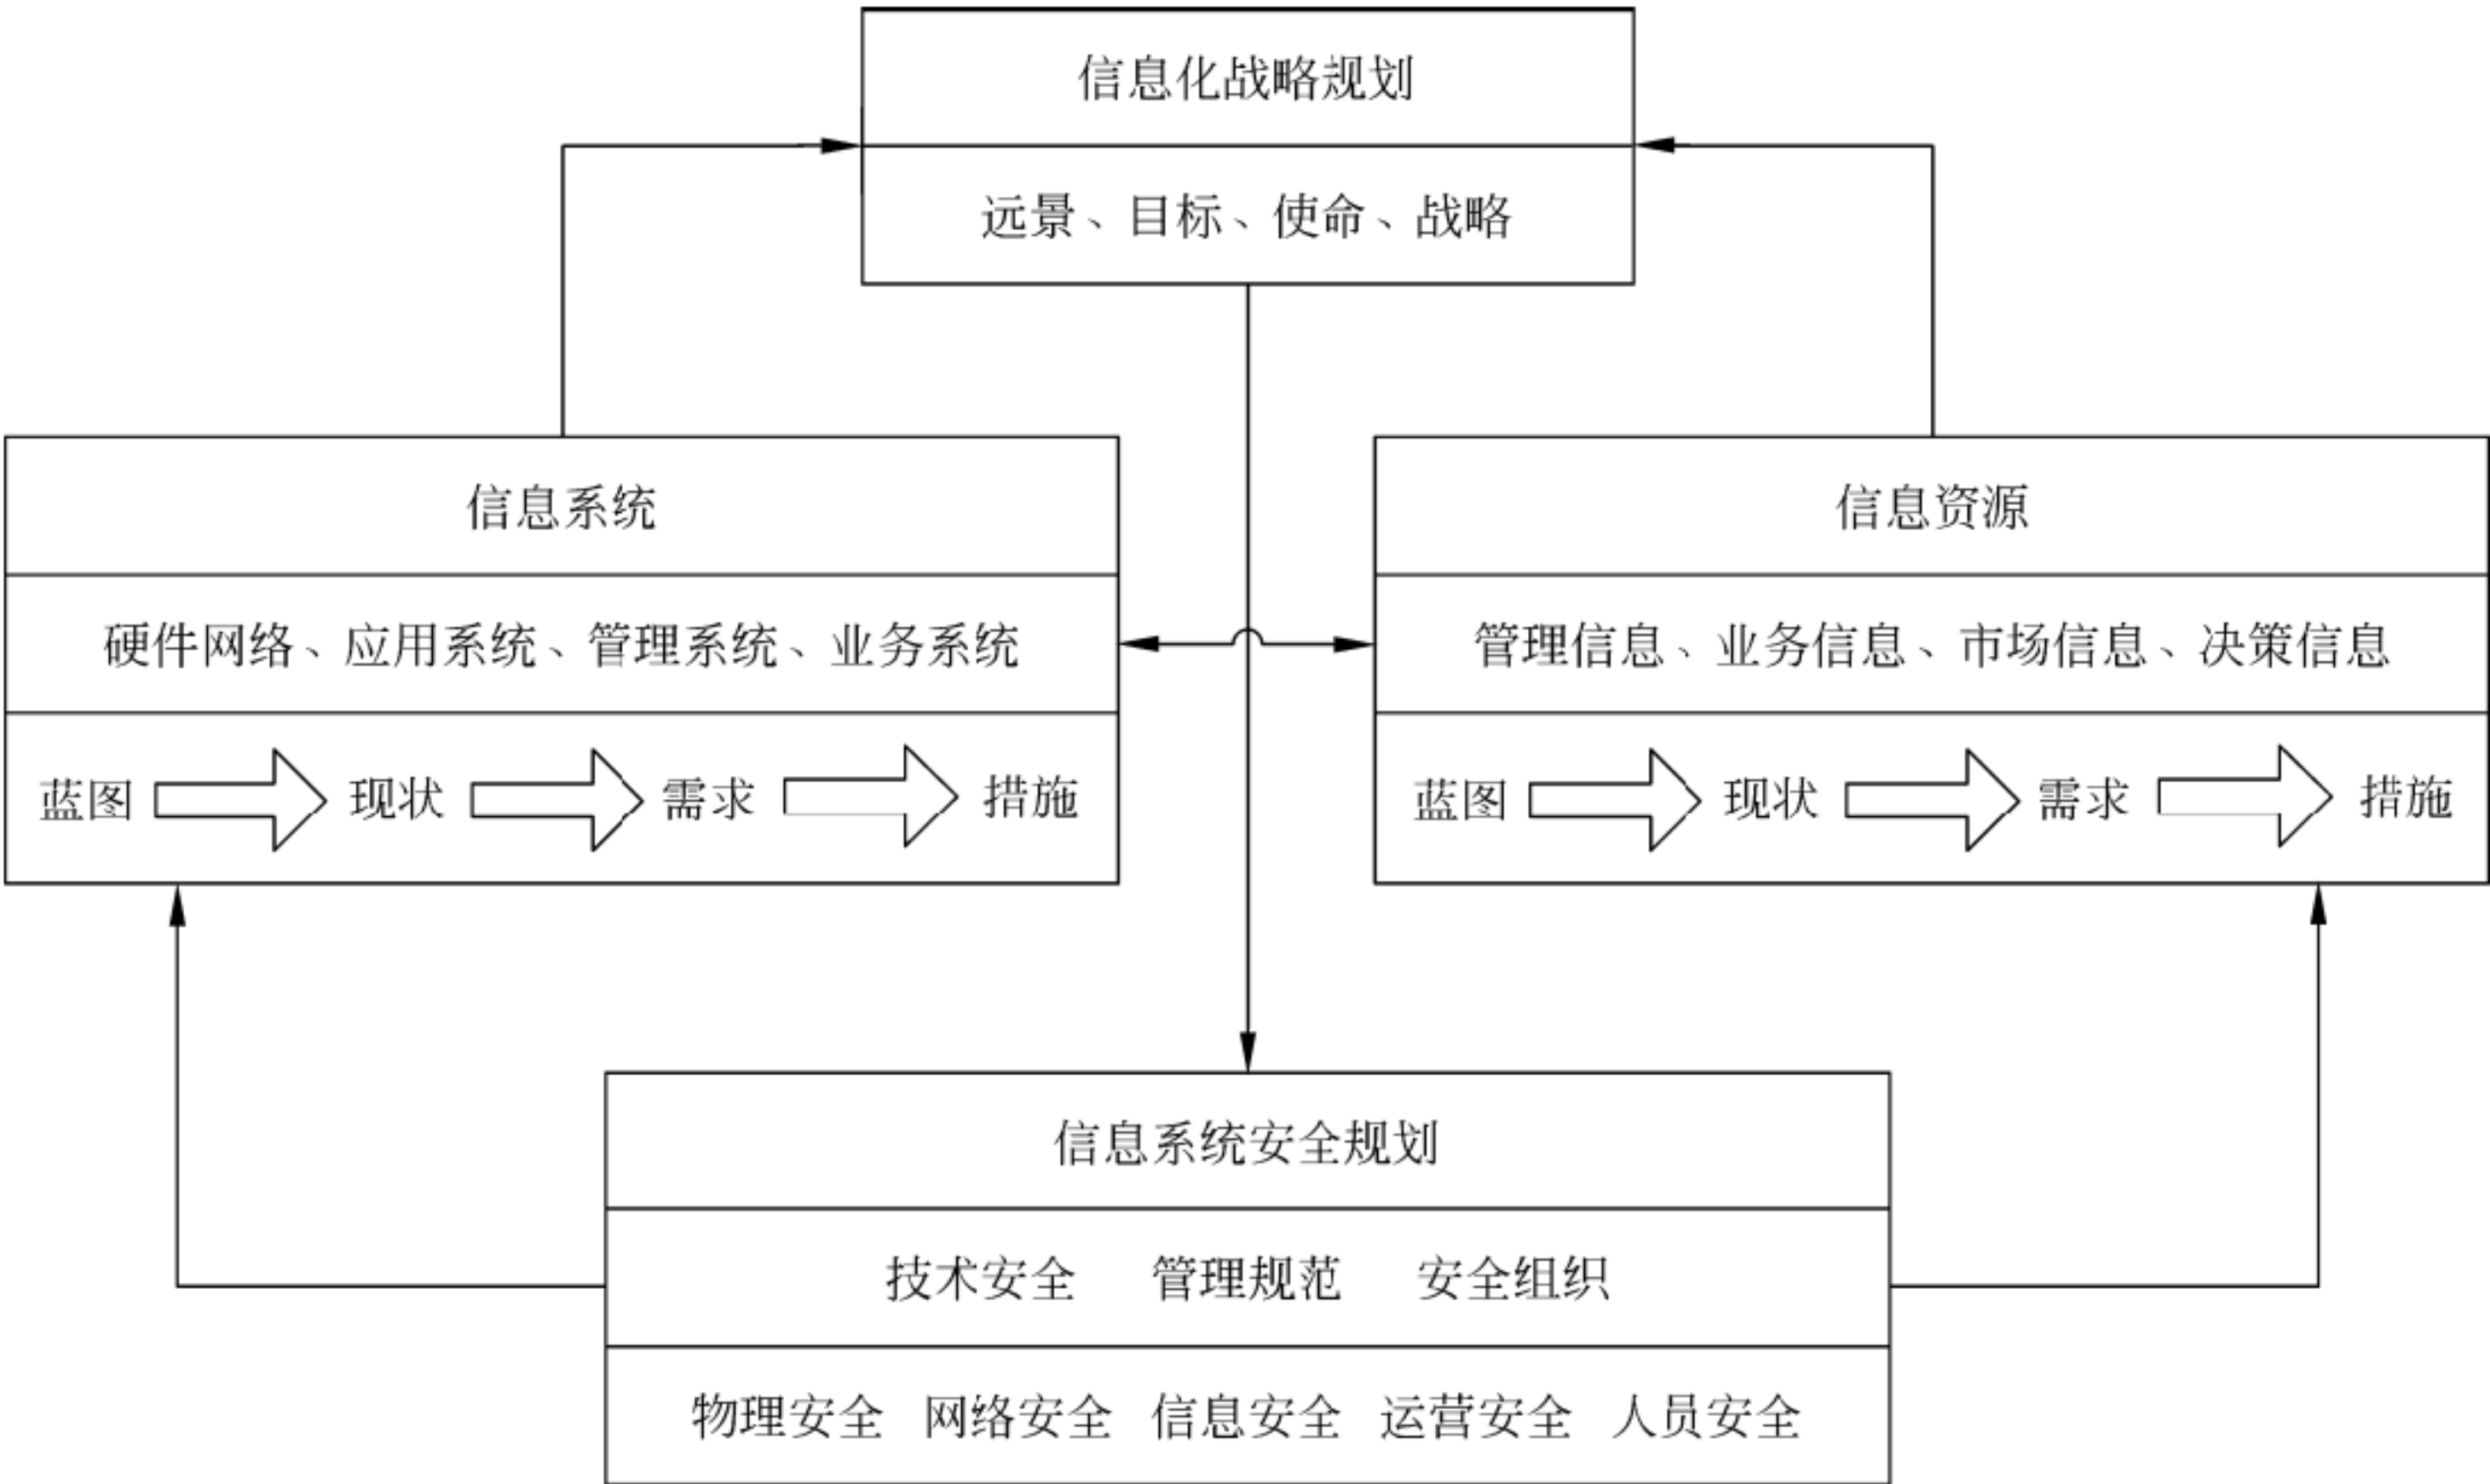 信息化战略规划
远景、目标、使命、战略
信息系统
硬件网络、应用系统、管理系统、业务系统
蓝图 现状 需求 措施
信息资源
管理信息、业务信息、市场信息、决策信息
蓝图 现状 需求 措施
信息系统安全规划
技术安全 管理规范 安全组织
物理安全 网络安全 信息安全 运营安全 人员安全